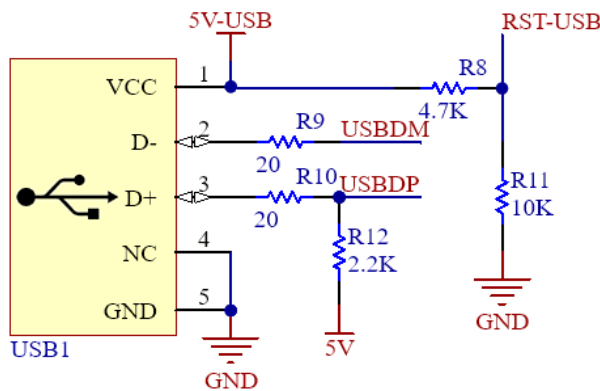 5V-USB
RST-USB
VCC
1
R8
4.7K
D-
2
R9
USBDM
20
D+
3
R10
USBDP
20
R11
10K
NC
4
R12
2.2K
GND
5
USB1
GND
5V
GND